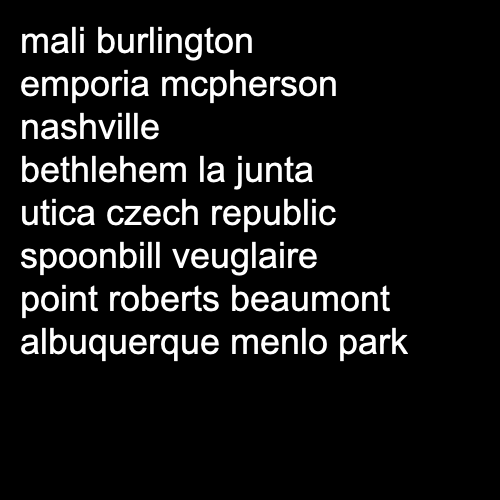 mali burlington
emporia mcpherson
nashville
bethlehem la junta
utica czech republic
spoonbill veuglaire
point roberts beaumont
albuquerque menlo park